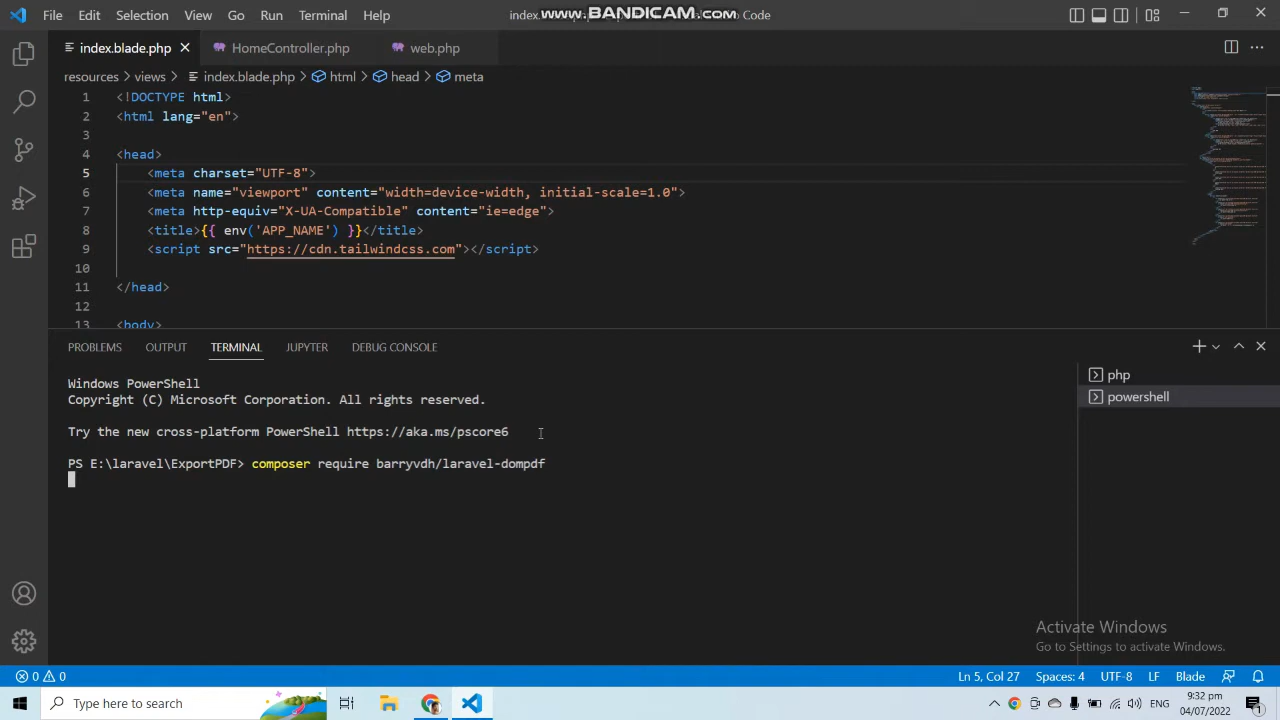 File Edit Selection View Go Run Terminal Help
index.
www.BANDICAM.com
Code
index.blade.php HomeController.php web.php
resources > views > index.blade.php > html > head > meta
1 <!DOCTYPE html>
2 <html lang="en">
3
4 <head>
5 <meta charset="UTF-8">
6 <meta name="viewport" content="width=device-width, initial-scale=1.0">
7 <meta http-equiv="X-UA-Compatible" content="ie=edge">
8 <title>{{ env('APP_NAME') }}</title>
9 <script src="https://cdn.tailwindcss.com"></script>
10
11 </head>
12
13 <body>
PROBLEMS OUTPUT TERMINAL JUPYTER DEBUG CONSOLE
php
powershell
Windows PowerShell
Copyright (C) Microsoft Corporation. All rights reserved.
Try the new cross-platform PowerShell https://aka.ms/pscore6
PS E:\laravel\ExportPDF> composer require barryvdh/laravel-dompdf
Activate Windows
Go to Settings to activate Windows.
0 0 Ln 5, Col 27 Spaces: 4 UTF-8 LF Blade
Type here to search
ENG
9:32 pm
04/07/2022
1